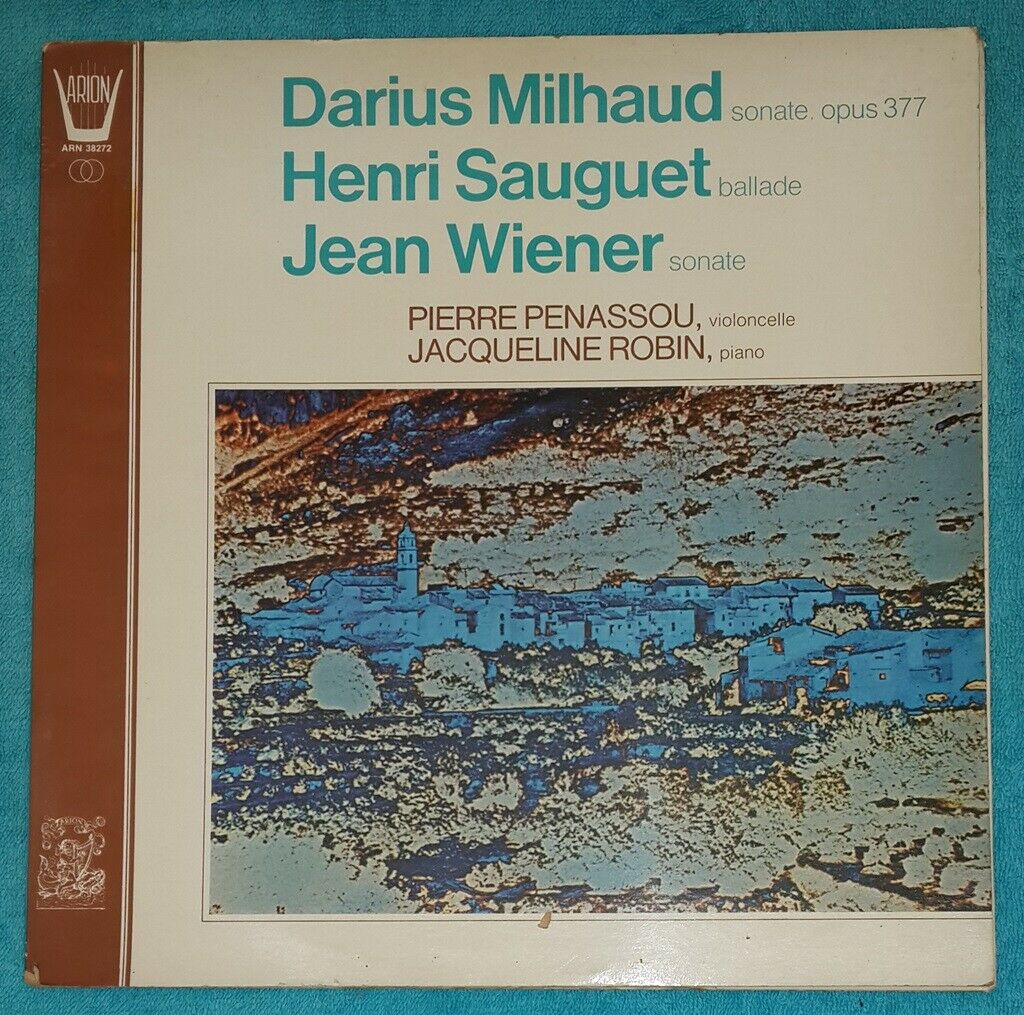 ARION
ARN 38272
Darius Milhaud sonate. opus 377
Henri Sauguet ballade
Jean Wiener sonate
PIERRE PENASSOU, violoncelle
JACQUELINE ROBIN, piano
ARION